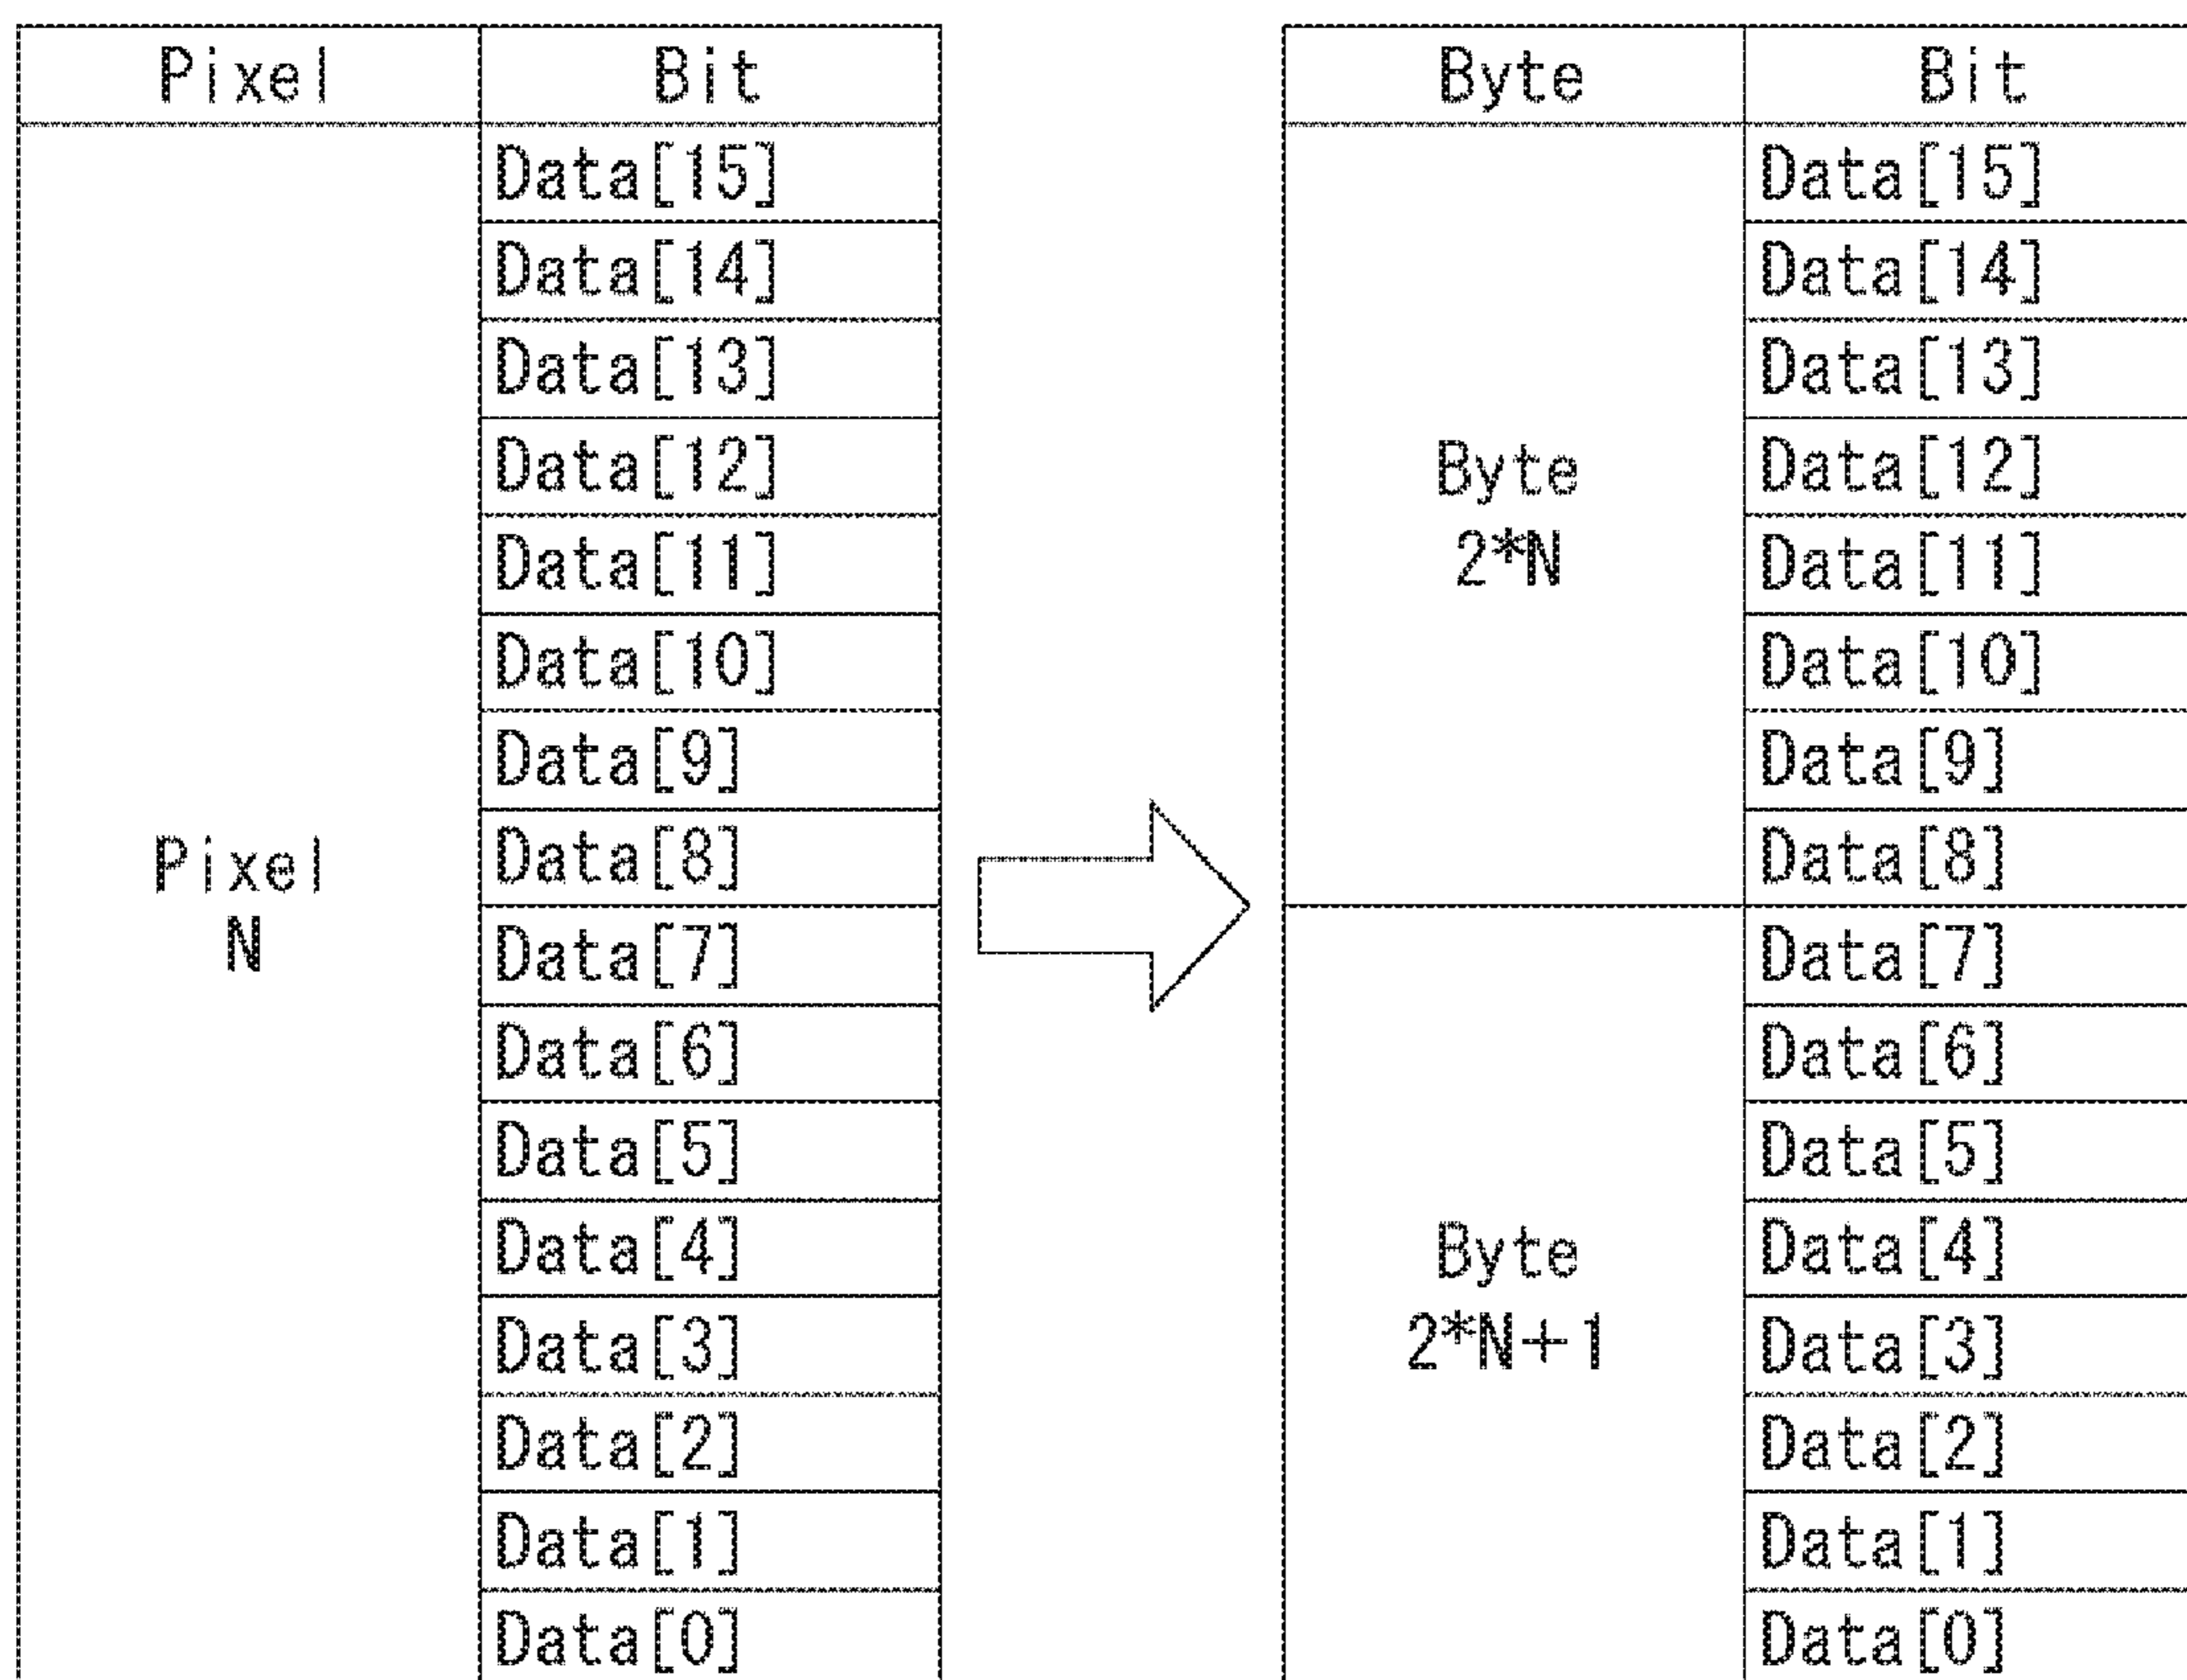 Pixel Bit Byte Bit
Data[15] Data[15]
Data[14] Data[14]
Data[13] Data[13]
Data[12] Byte Data[12]
Data[11] 2*N Data[11]
Data[10] Data[10]
Data[9] Data[9]
Pixel Data[8] Data[8]
N Data[7] Data[7]
Data[6] Data[6]
Data[5] Data[5]
Data[4] Byte Data[4]
Data[3] 2*N+1 Data[3]
Data[2] Data[2]
Data[1] Data[1]
Data[0] Data[0]